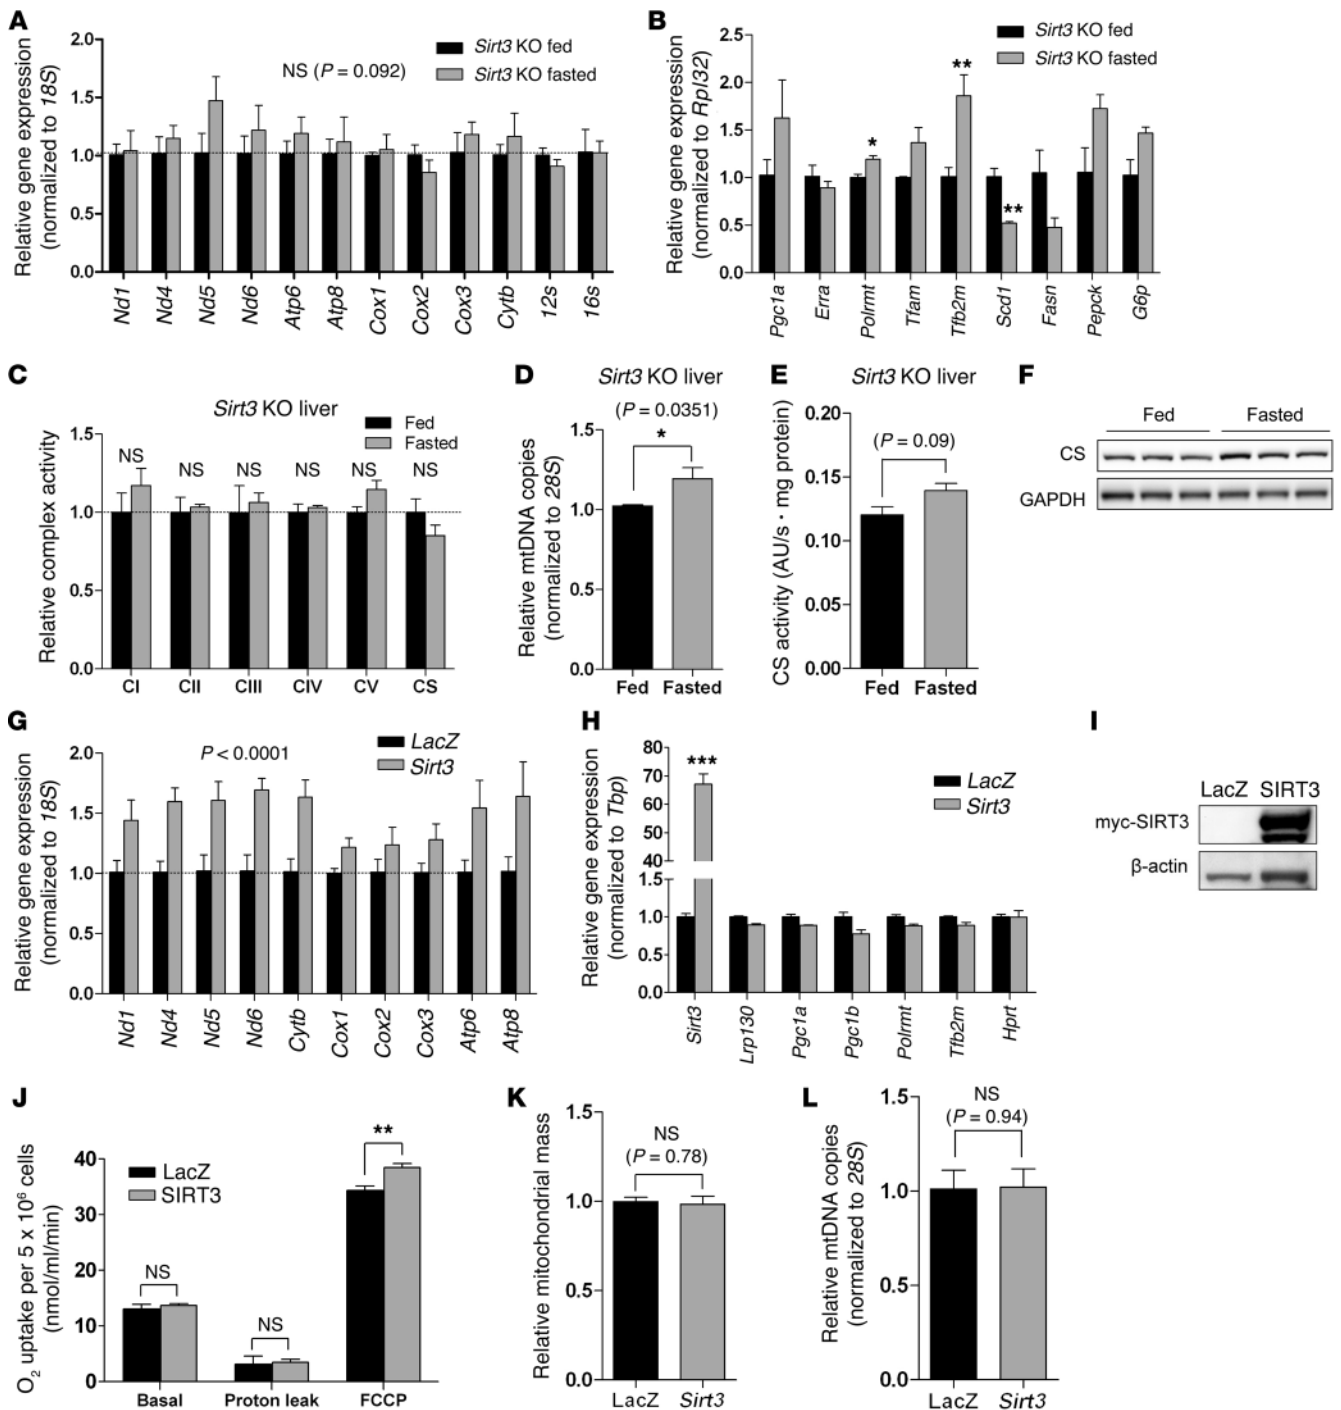 A
Relative gene expression
(normalized to 18S)
2.0
1.5
1.0
0.5
0.0
NS (P = 0.092)
Sirt3 KO fed
Sirt3 KO fasted
Nd1
Nd4
Nd5
Nd6
Atp6
Atp8
Cox1
Cox2
Cox3
Cytb
12s
16s
B
Relative gene expression
(normalized to Rpl32)
2.5
2.0
1.5
1.0
0.5
0.0
Sirt3 KO fed
Sirt3 KO fasted
*
**
**
Pgc1a
Erra
Polrmt
Tfam
Tfb2m
Scd1
Fasn
Pepck
G6p
C
Sirt3 KO liver
Relative complex activity
1.5
1.0
0.5
0.0
Fed
Fasted
NS
NS
NS
NS
NS
NS
CI
CII
CIII
CIV
CV
CS
D
Sirt3 KO liver
(P = 0.0351)
*
Relative mtDNA copies
(normalized to 28S)
1.5
1.0
0.5
0.0
Fed
Fasted
E
Sirt3 KO liver
(P = 0.09)
CS activity (AU/s · mg protein)
0.20
0.15
0.10
0.05
0.00
Fed
Fasted
F
Fed
Fasted
CS
GAPDH
G
Relative gene expression
(normalized to 18S)
2.0
1.5
1.0
0.5
0.0
P < 0.0001
LacZ
Sirt3
Nd1
Nd4
Nd5
Nd6
Cytb
Cox1
Cox2
Cox3
Atp6
Atp8
H
Relative gene expression
(normalized to Tbp)
80
70
60
50
40
1.5
1.0
0.5
0.0
***
LacZ
Sirt3
Sirt3
Lrp130
Pgc1a
Pgc1b
Polrmt
Tfb2m
Hprt
I
LacZ SIRT3
myc-SIRT3
β-actin
J
O2 uptake per 5 x 10⁶ cells
(nmol/ml/min)
40
30
20
10
0
LacZ
SIRT3
NS
NS
**
Basal
Proton leak
FCCP
K
Relative mitochondrial mass
1.5
1.0
0.5
0.0
NS
(P = 0.78)
LacZ
Sirt3
L
Relative mtDNA copies
(normalized to 28S)
1.5
1.0
0.5
0.0
NS
(P = 0.94)
LacZ
Sirt3